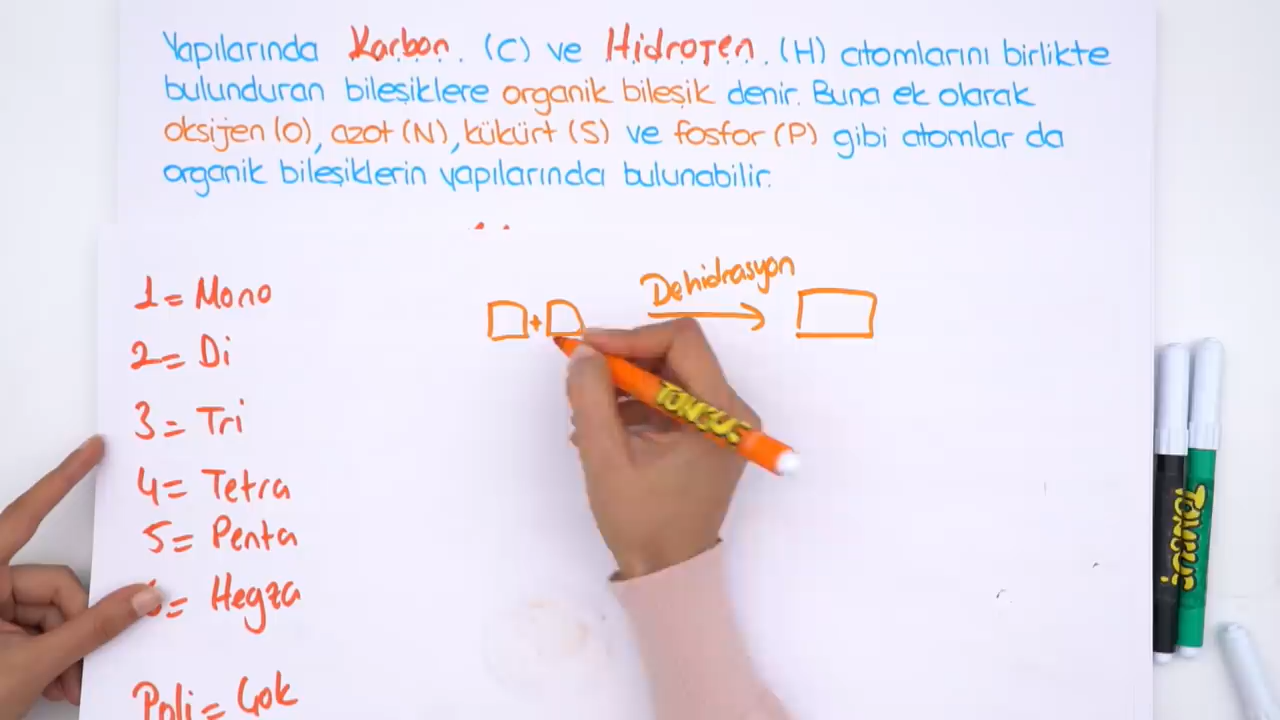 Yapılarında Karbon (C) ve Hidrojen (H) atomlarını birlikte
bulunduran bileşiklere organik bileşik denir. Buna ek olarak
oksijen (O), azot (N), kükürt (S) ve fosfor (P) gibi atomlar da
organik bileşiklerin yapılarında bulunabilir.
1 = Mono
2 = Di
3 = Tri
4 = Tetra
5 = Penta
6 = Hegza
Poli = Çok
Dehidrasyon
+
TONGUÇ
TONGUÇ